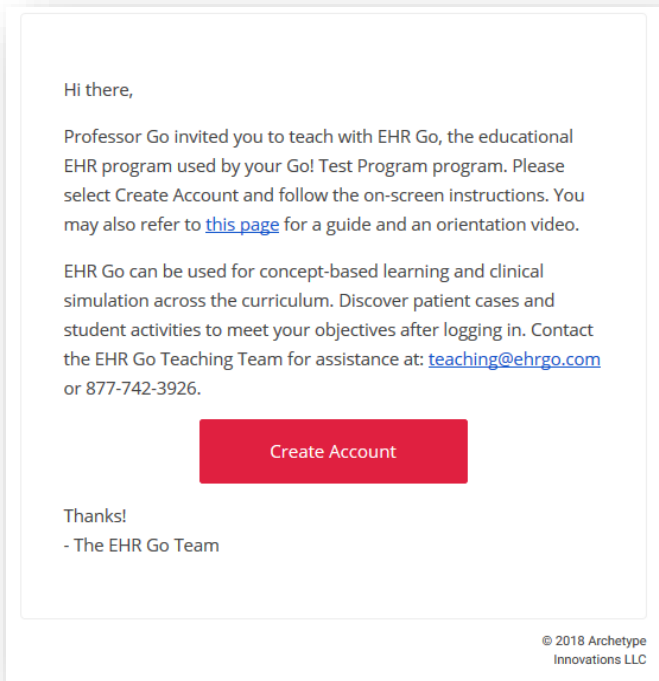 Hi there,
Professor Go invited you to teach with EHR Go, the educational
EHR program used by your Go! Test Program program. Please
select Create Account and follow the on-screen instructions. You
may also refer to this page for a guide and an orientation video.
EHR Go can be used for concept-based learning and clinical
simulation across the curriculum. Discover patient cases and
student activities to meet your objectives after logging in. Contact
the EHR Go Teaching Team for assistance at: teaching@ehrgo.com
or 877-742-3926.
Create Account
Thanks!
- The EHR Go Team
© 2018 Archetype
Innovations LLC